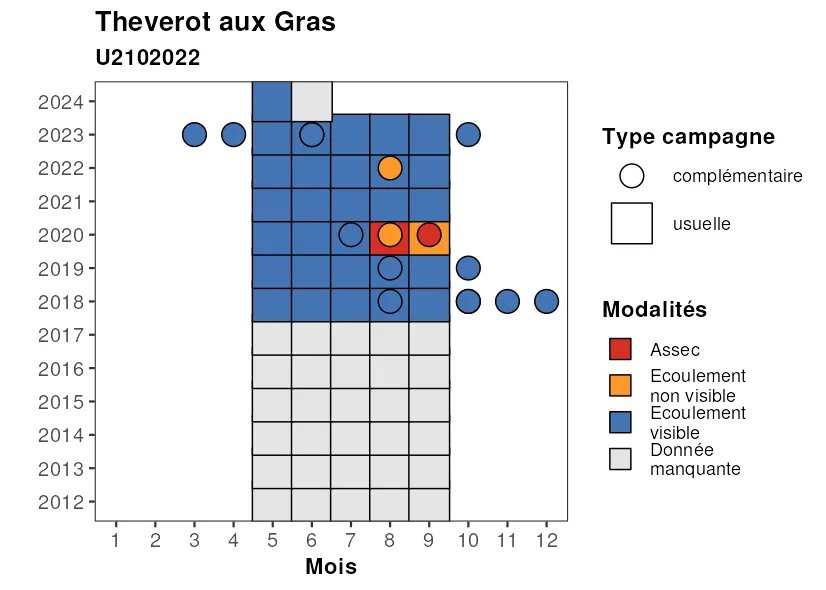 Theverot aux Gras
U2102022
2024
2023
2022
2021
2020
2019
2018
2017
2016
2015
2014
2013
2012
1 2 3 4 5 6 7 8 9 10 11 12
Mois
Type campagne
complémentaire
usuelle
Modalités
Assec
Ecoulement
non visible
Ecoulement
visible
Donnée
manquante